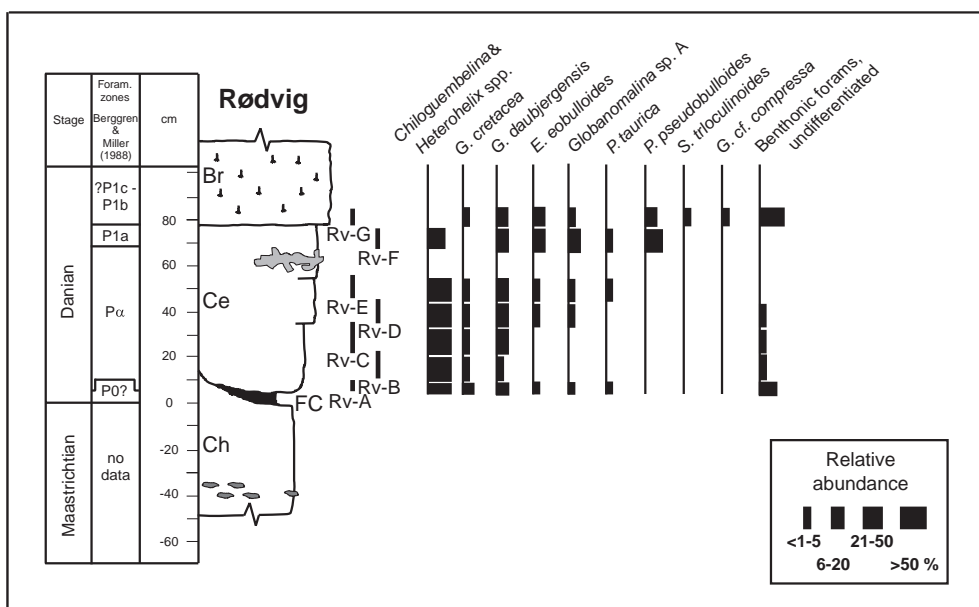 Rødvig
Stage
Foram.
zones
Berggren
&
Miller
(1988)
cm
Chiloguembelina&
Heterohelix spp.
G. cretacea
G. daubjergensis
E. eobulloides
Globanomalina sp. A
P. taurica
P. pseudobulloides
S. triloculinoides
G. cf. compressa
Benthonic forams,
undifferentiated
Danian
Maastrichtian
?P1c -
P1b
P1a
Pα
P0?
no
data
80
60
40
20
0
-20
-40
-60
Br
Ce
FC
Ch
Rv-G
Rv-F
Rv-E
Rv-D
Rv-C
Rv-B
Rv-A
Relative
abundance
<1-5
21-50
6-20
>50 %